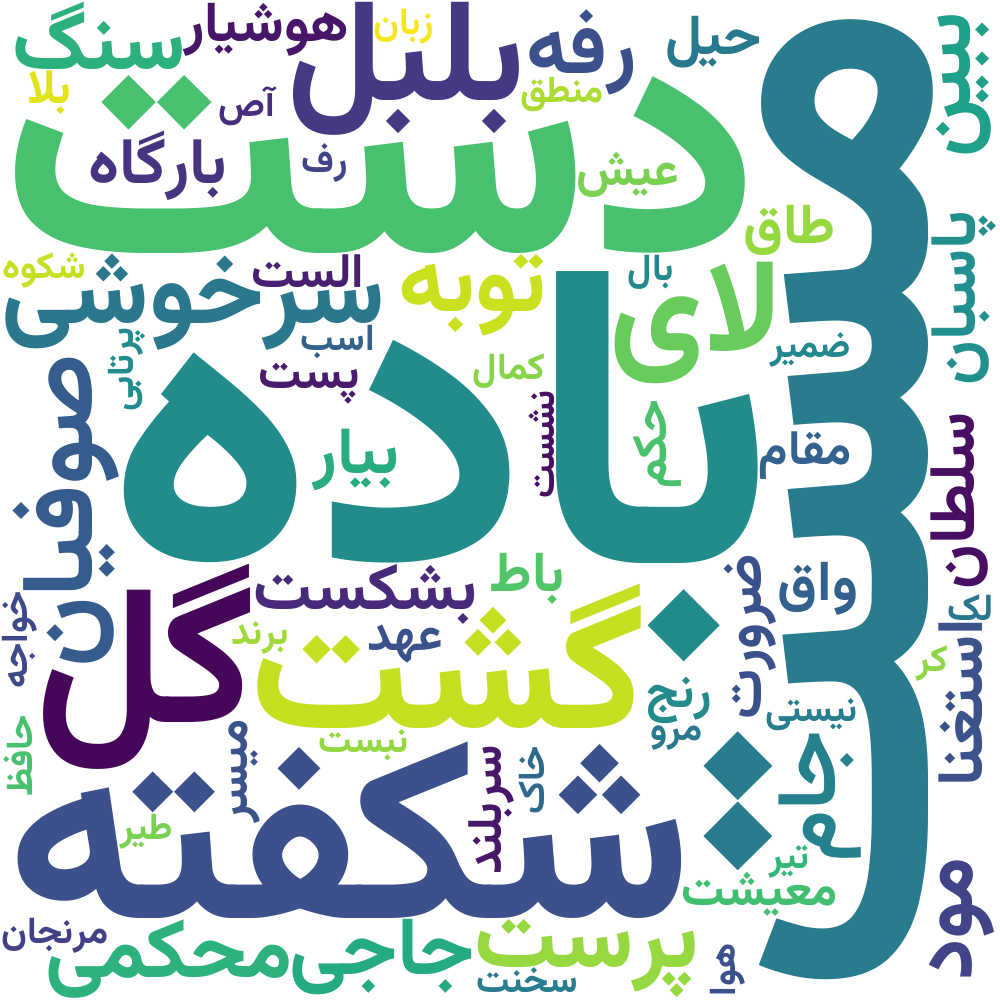 سنگ
هوشیار
زبان
بلبل
رفه
حیل
مست
ببین
بلا
دست
آص
منطق
بارگاه
رف
عیش
طاق
پاسبان
شکوه
سرخوشی
الست
توبه
بال
لای
اسب
ضمیر
پرتابی
پست
کمال
باده
نشست
حکم
مقام
سلطان
صوفیان
بیار
بشکست
باط
ضرورت
واق
لک
خواجه
گل
برند
عهد
گشت
رنج
مرو
نیستی
کر
استغنا
حافظ
میسر
نبست
شکفته
طیر
سربلند
خاک
جام
تیر
معیشت
مود
مرنجان
محکمی
جاجی
پرست
سخنت
هوا